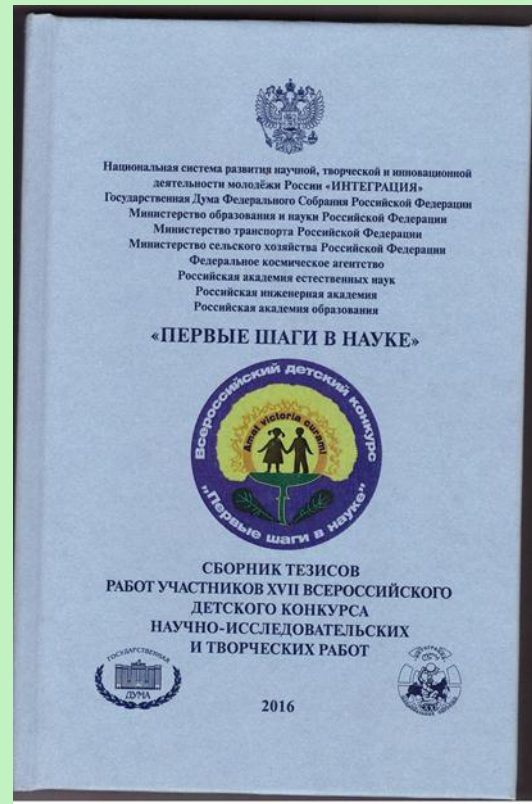 Национальная система развития научной, творческой и инновационной
деятельности молодёжи России «ИНТЕГРАЦИЯ»
Государственная Дума Федерального Собрания Российской Федерации
Министерство образования и науки Российской Федерации
Министерство транспорта Российской Федерации
Министерство сельского хозяйства Российской Федерации
Федеральное космическое агентство
Российская академия естественных наук
Российская инженерная академия
Российская академия образования
«ПЕРВЫЕ ШАГИ В НАУКЕ»
Всероссийский детский конкурс
Amat victoria curam!
"Первые шаги в науке"
СБОРНИК ТЕЗИСОВ
РАБОТ УЧАСТНИКОВ XVII ВСЕРОССИЙСКОГО
ДЕТСКОГО КОНКУРСА
НАУЧНО-ИССЛЕДОВАТЕЛЬСКИХ
И ТВОРЧЕСКИХ РАБОТ
ГОСУДАРСТВЕННАЯ
ДУМА
2016